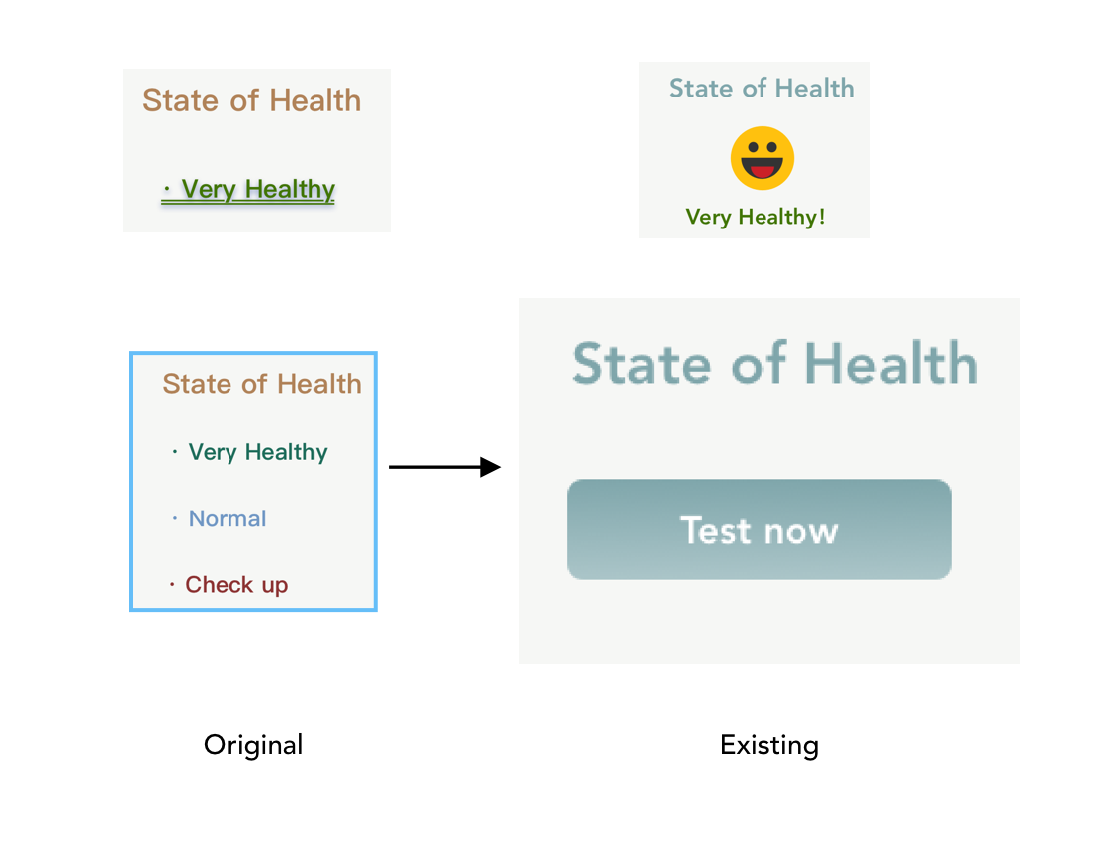 State of Health
· Very Healthy
State of Health
Very Healthy!
State of Health
· Very Healthy
· Normal
· Check up
State of Health
Test now
Original
Existing